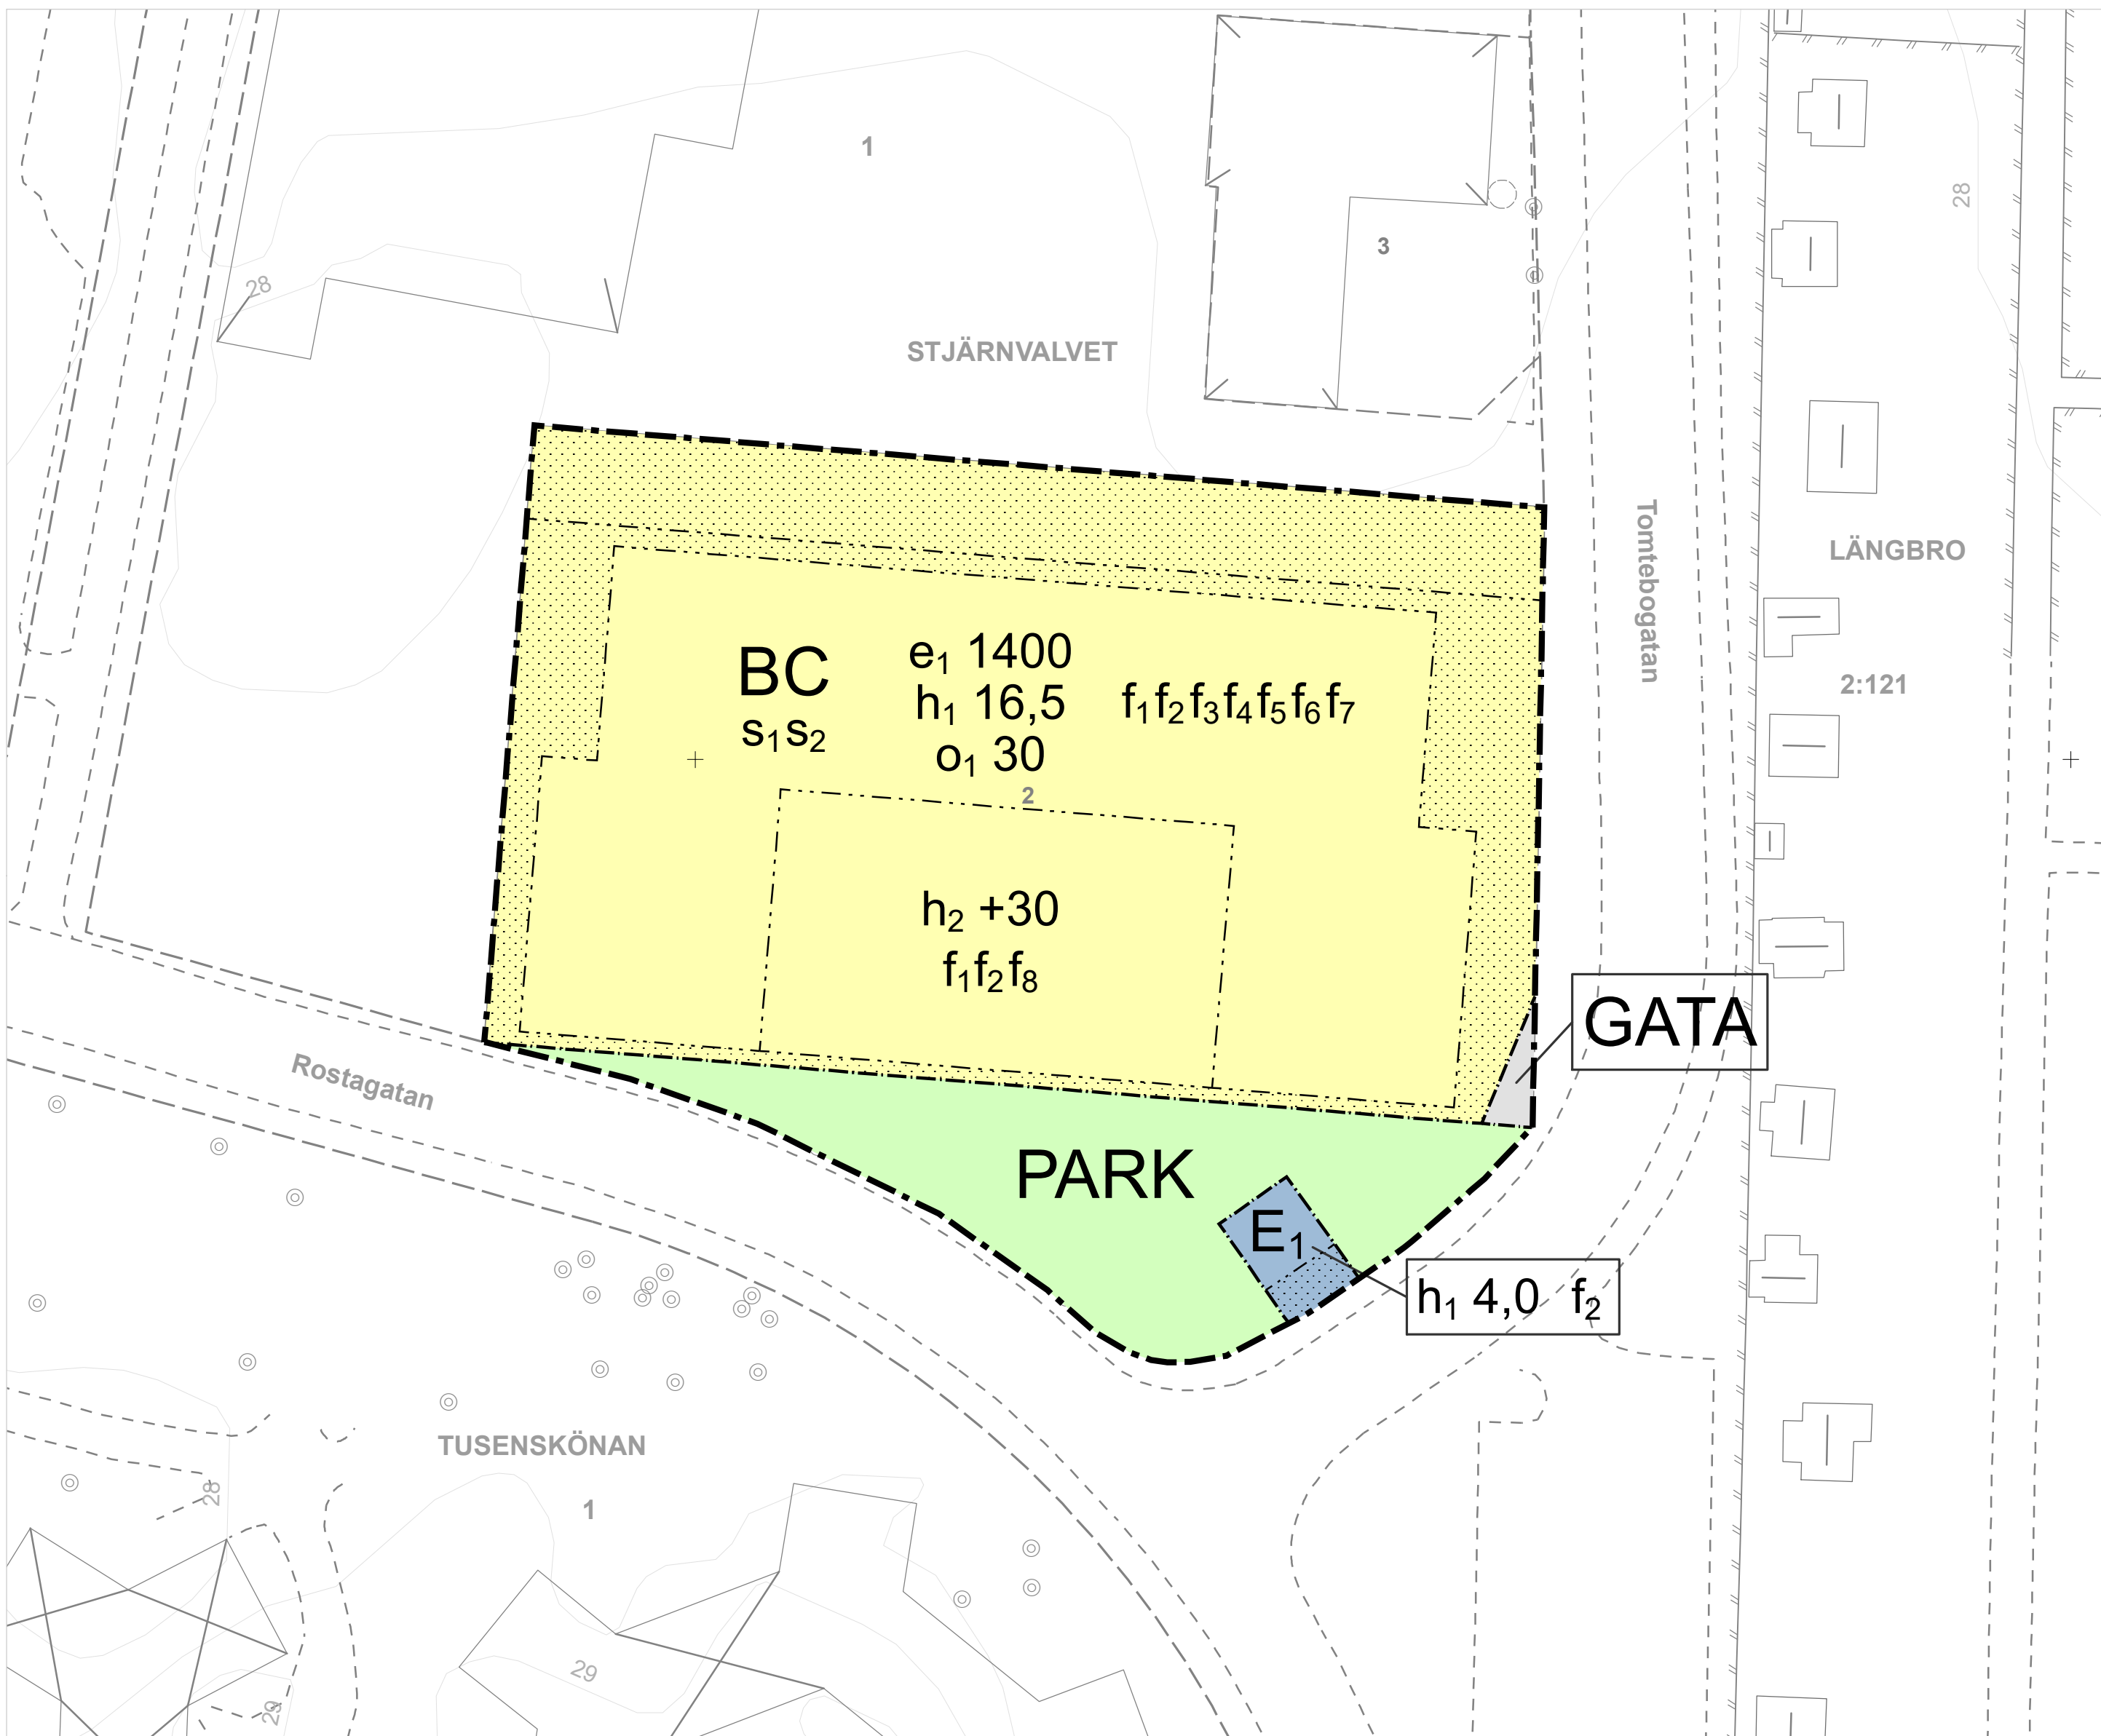 1
28
3
28
STJÄRNVALVET
Tomtebogatan
LÄNGBRO
2:121
BC
s₁s₂
e₁ 1400
h₁ 16,5
o₁ 30
f₁f₂f₃f₄f₅f₆f₇
2
h₂ +30
f₁f₂f₈
GATA
Rostagatan
PARK
E₁
h₁ 4,0 f₂
TUSENSKÖNAN
1
28
29
29